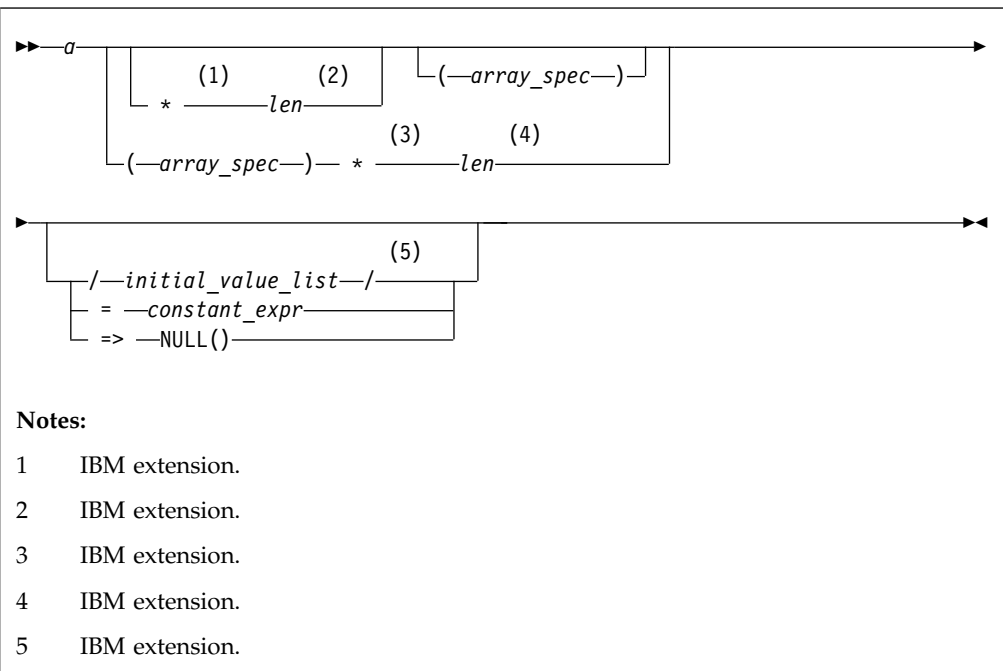 a
(1) (2) ( array_spec )
* len
(3) (4)
( array_spec ) * len
(5)
/ initial_value_list /
= constant_expr
=> NULL()
Notes:
1 IBM extension.
2 IBM extension.
3 IBM extension.
4 IBM extension.
5 IBM extension.